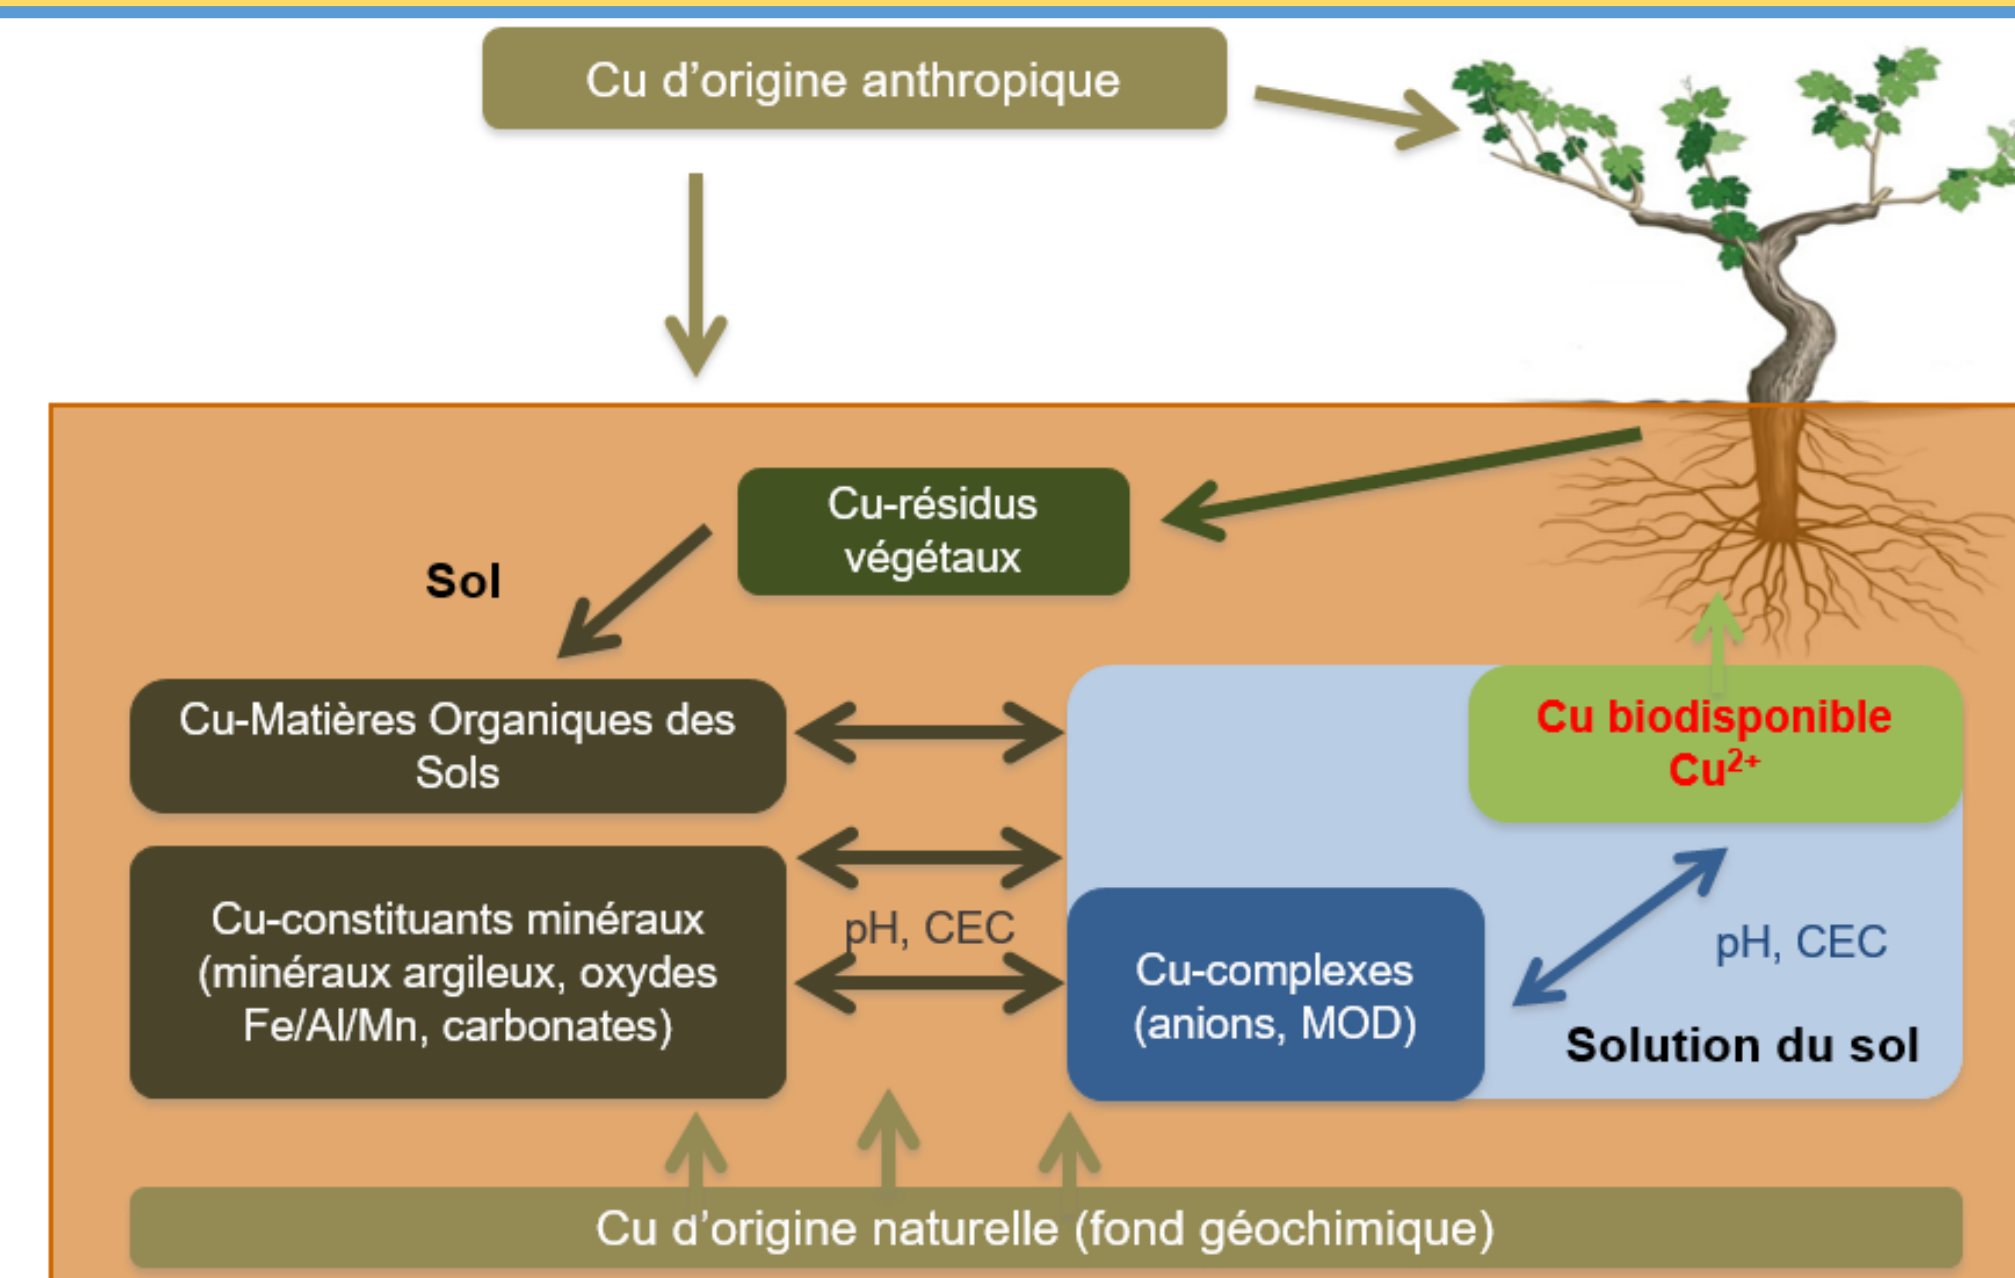 Cu d’origine anthropique
Cu-résidus
végétaux
Sol
Cu-Matières Organiques des
Sols
Cu biodisponible
Cu²⁺
Cu-constituants minéraux
(minéraux argileux, oxydes
Fe/Al/Mn, carbonates)
pH, CEC
Cu-complexes
(anions, MOD)
pH, CEC
Solution du sol
Cu d’origine naturelle (fond géochimique)